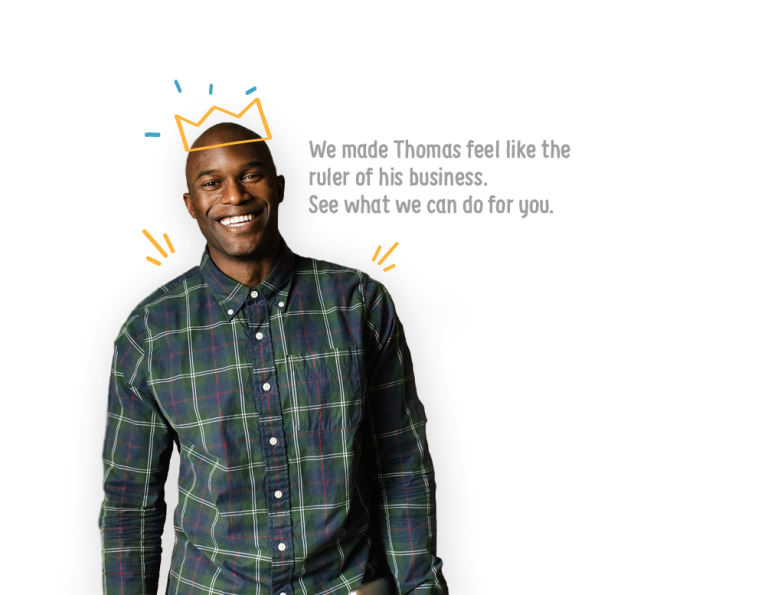 We made Thomas feel like the
ruler of his business.
See what we can do for you.